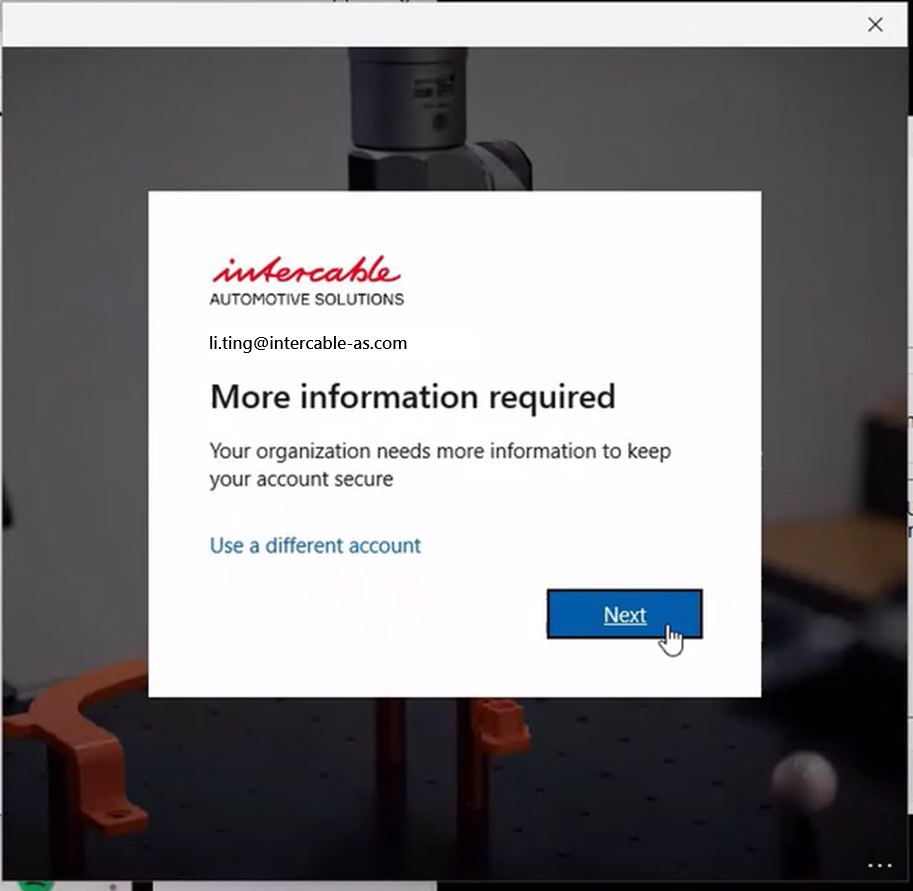 intercable
AUTOMOTIVE SOLUTIONS
li.ting@intercable-as.com
More information required
Your organization needs more information to keep
your account secure
Use a different account
Next